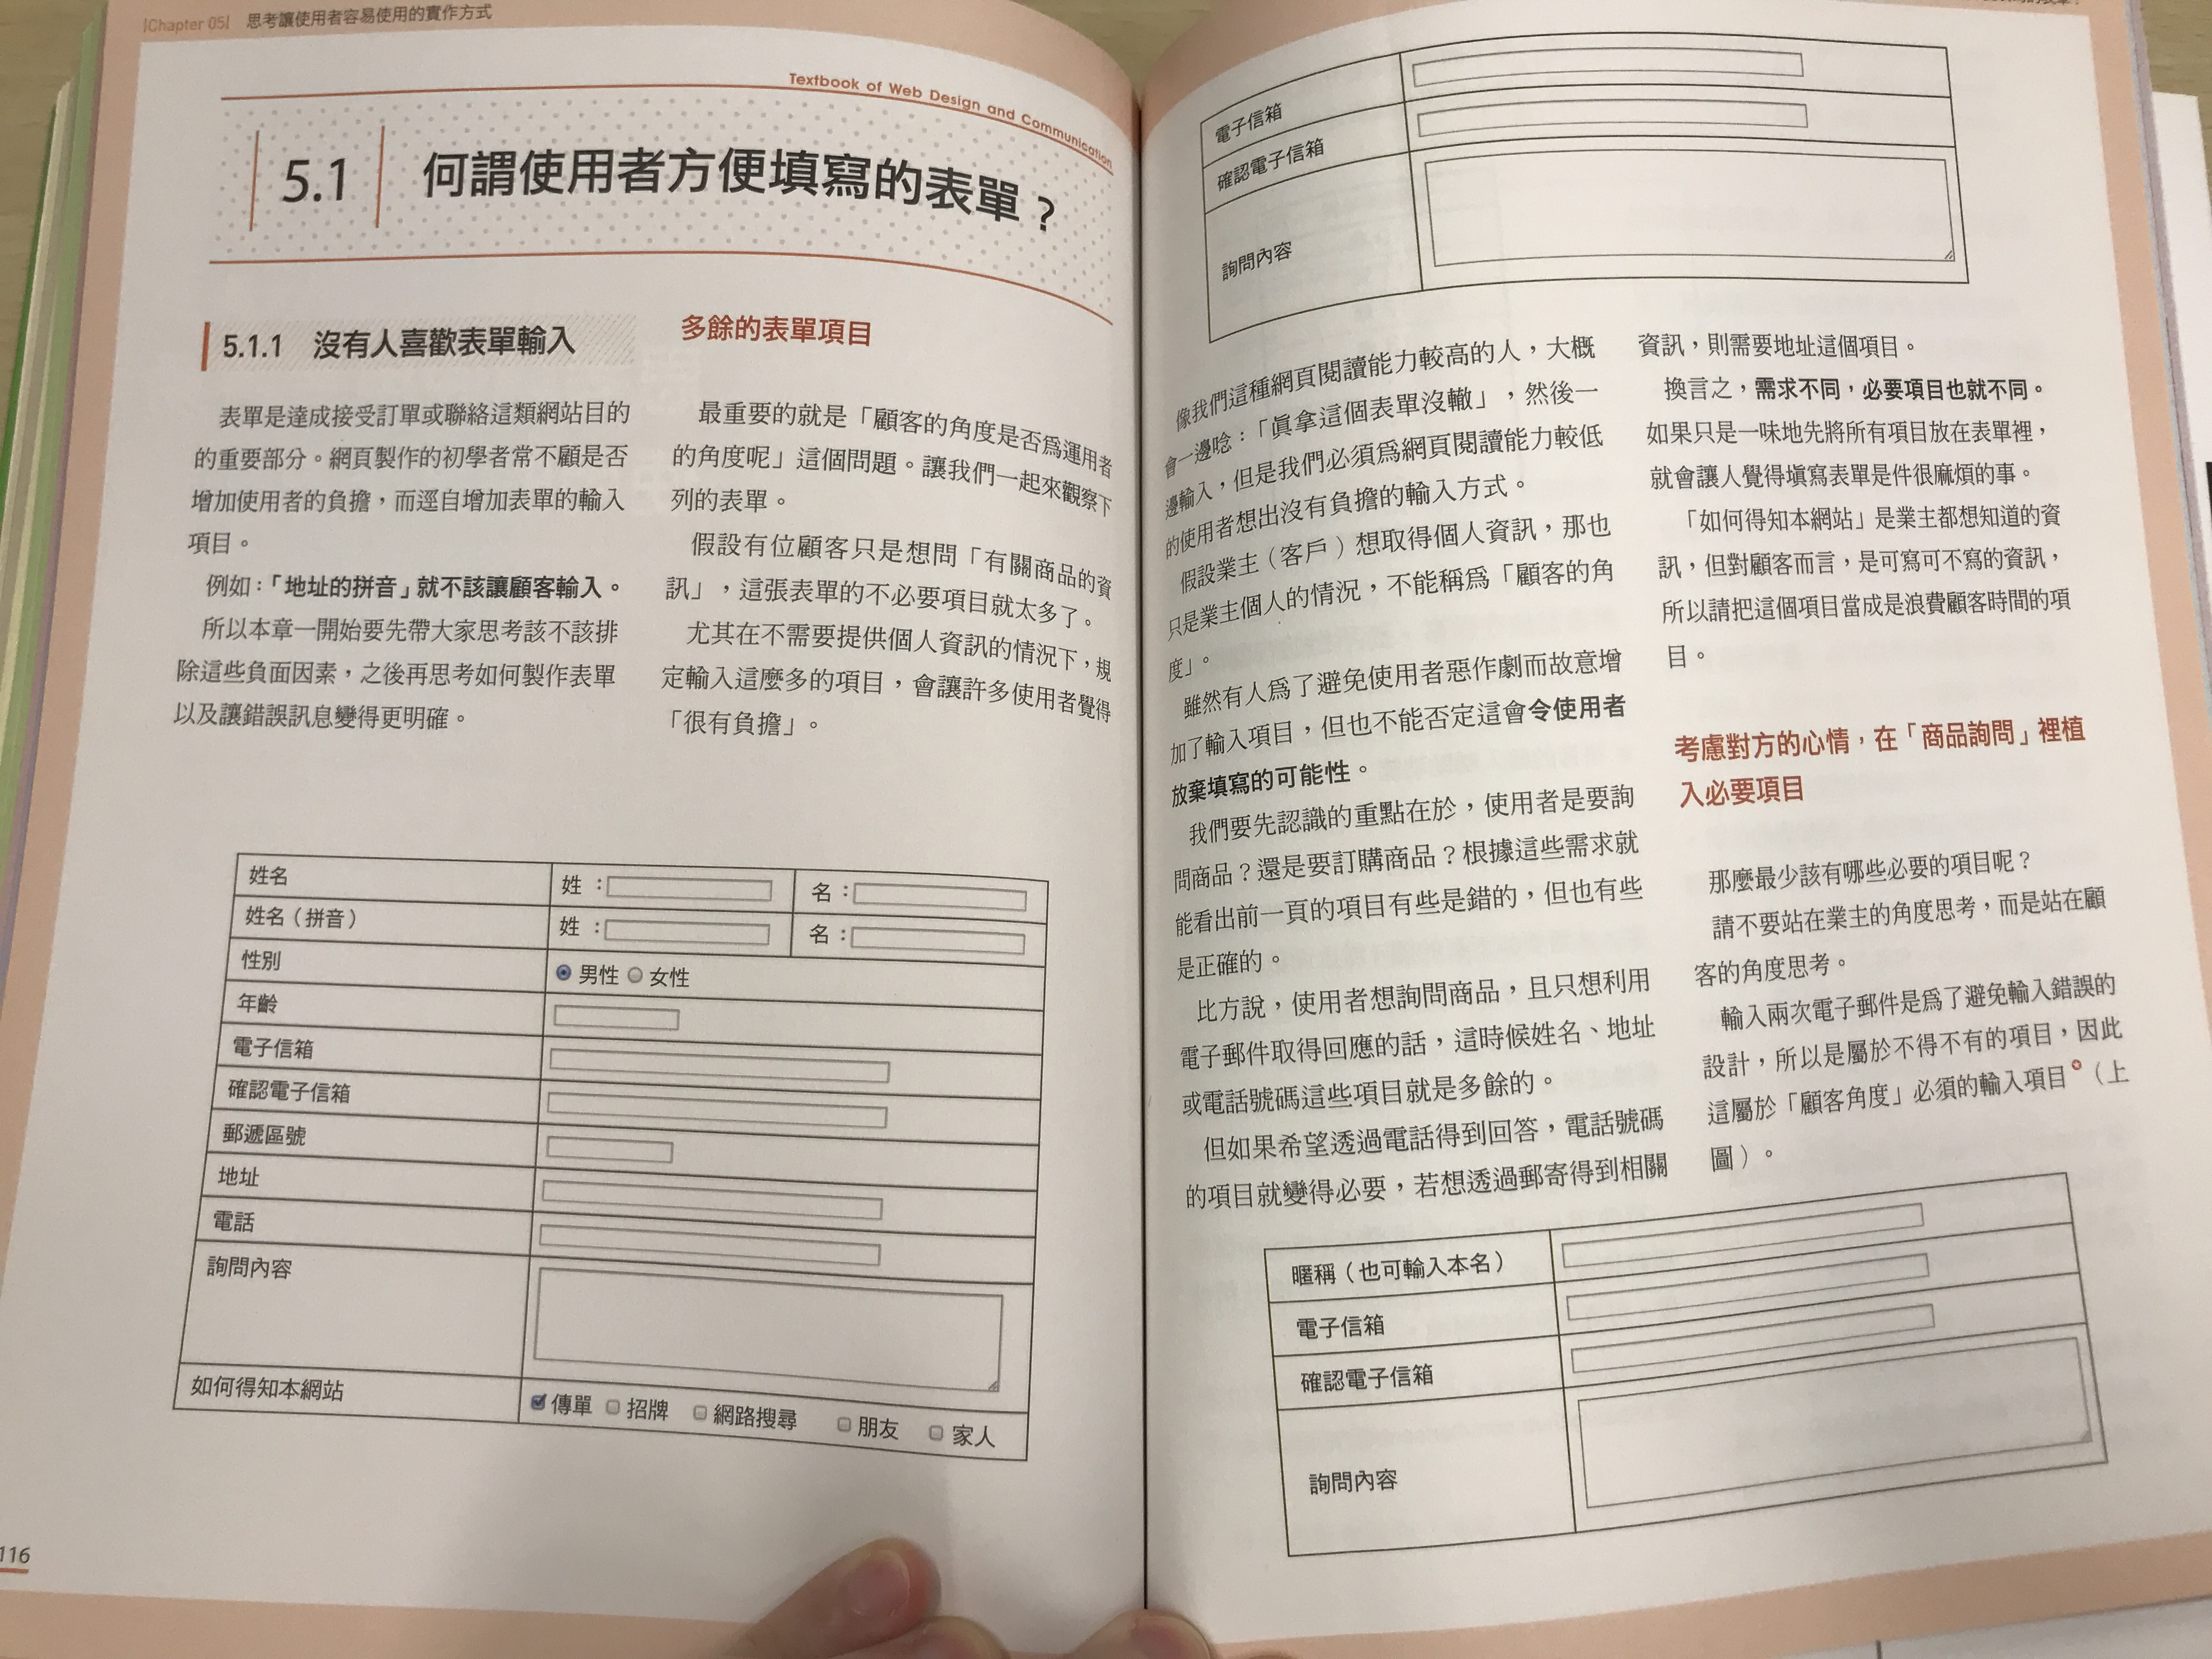 |Chapter 05| 思考讓使用者容易使用的實作方式
Textbook of Web Design and Communication
5.1 何謂使用者方便填寫的表單？
5.1.1 沒有人喜歡表單輸入
表單是達成接受訂單或聯絡這類網站目的
的重要部分。網頁製作的初學者常不顧是否
增加使用者的負擔，而逕自增加表單的輸入
項目。
例如：「地址的拼音」就不該讓顧客輸入。
所以本章一開始要先帶大家思考該不該排
除這些負面因素，之後再思考如何製作表單
以及讓錯誤訊息變得更明確。
多餘的表單項目
最重要的就是「顧客的角度是否為運用者
的角度呢」這個問題。讓我們一起來觀察下
列的表單。
假設有位顧客只是想問「有關商品的資
訊」，這張表單的不必要項目就太多了。
尤其在不需要提供個人資訊的情況下，規
定輸入這麼多的項目，會讓許多使用者覺得
「很有負擔」。
姓名 姓： 名：
姓名（拼音） 姓： 名：
性別 男性 女性
年齡
電子信箱
確認電子信箱
郵遞區號
地址
電話
詢問內容
如何得知本網站 傳單 招牌 網路搜尋 朋友 家人
116
電子信箱
確認電子信箱
詢問內容
像我們這種網頁閱讀能力較高的人，大概
會一邊唸：「真拿這個表單沒轍」，然後一
邊輸入，但是我們必須為網頁閱讀能力較低
的使用者想出沒有負擔的輸入方式。
假設業主（客戶）想取得個人資訊，那也
只是業主個人的情況，不能稱為「顧客的角
度」。
雖然有人為了避免使用者惡作劇而故意增
加了輸入項目，但也不能否定這會令使用者
放棄填寫的可能性。
我們要先認識的重點在於，使用者是要詢
問商品？還是要訂購商品？根據這些需求就
能看出前一頁的項目有些是錯的，但也有些
是正確的。
比方說，使用者想詢問商品，且只想利用
電子郵件取得回應的話，這時候姓名、地址
或電話號碼這些項目就是多餘的。
但如果希望透過電話得到回答，電話號碼
的項目就變得必要，若想透過郵寄得到相關
資訊，則需要地址這個項目。
換言之，需求不同，必要項目也就不同。
如果只是一味地先將所有項目放在表單裡，
就會讓人覺得填寫表單是件很麻煩的事。
「如何得知本網站」是業主都想知道的資
訊，但對顧客而言，是可寫可不寫的資訊，
所以請把這個項目當成是浪費顧客時間的項
目。
考慮對方的心情，在「商品詢問」裡植
入必要項目
那麼最少該有哪些必要的項目呢？
請不要站在業主的角度思考，而是站在顧
客的角度思考。
輸入兩次電子郵件是為了避免輸入錯誤的
設計，所以是屬於不得不有的項目，因此
這屬於「顧客角度」必須的輸入項目（上
圖）。
暱稱（也可輸入本名）
電子信箱
確認電子信箱
詢問內容